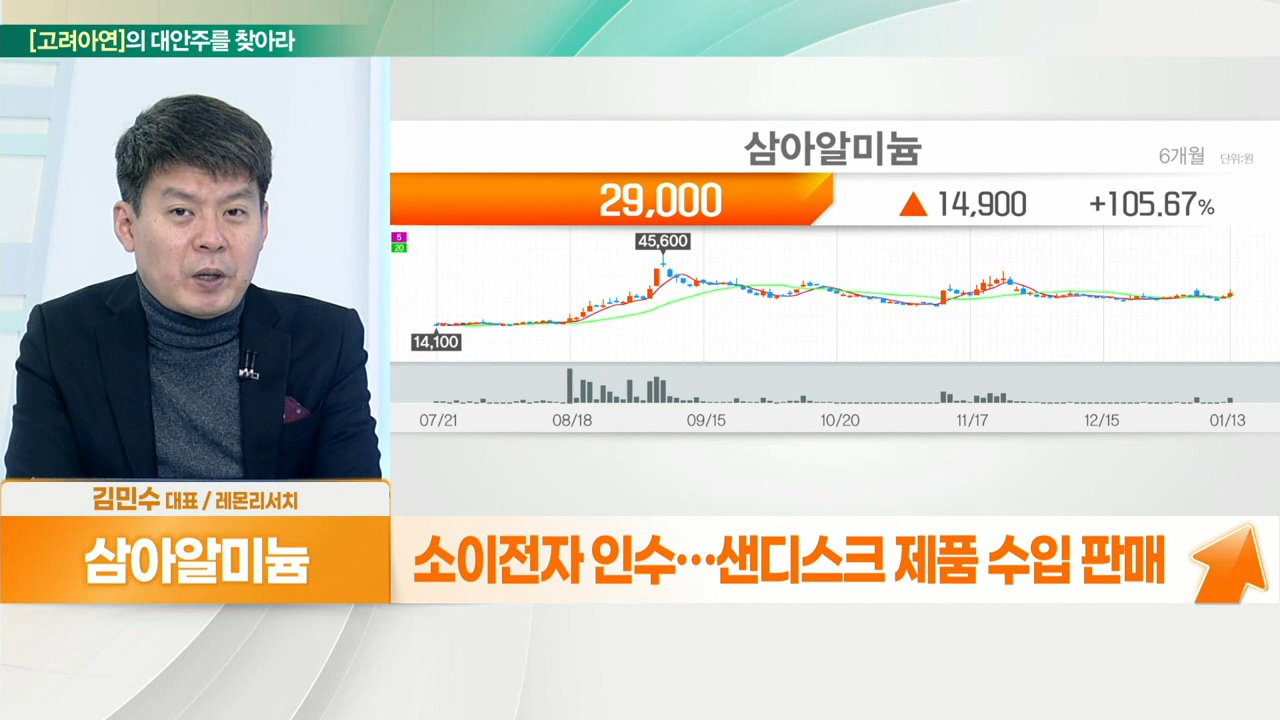 [고려아연]의 대안주를 찾아라
삼아알미늄
6개월 단위:원
29,000 ▲ 14,900 +105.67%
5
20
45,600
14,100
07/21 08/18 09/15 10/20 11/17 12/15 01/13
김민수 대표 / 레몬리서치
삼아알미늄
소이전자 인수…샌디스크 제품 수입 판매